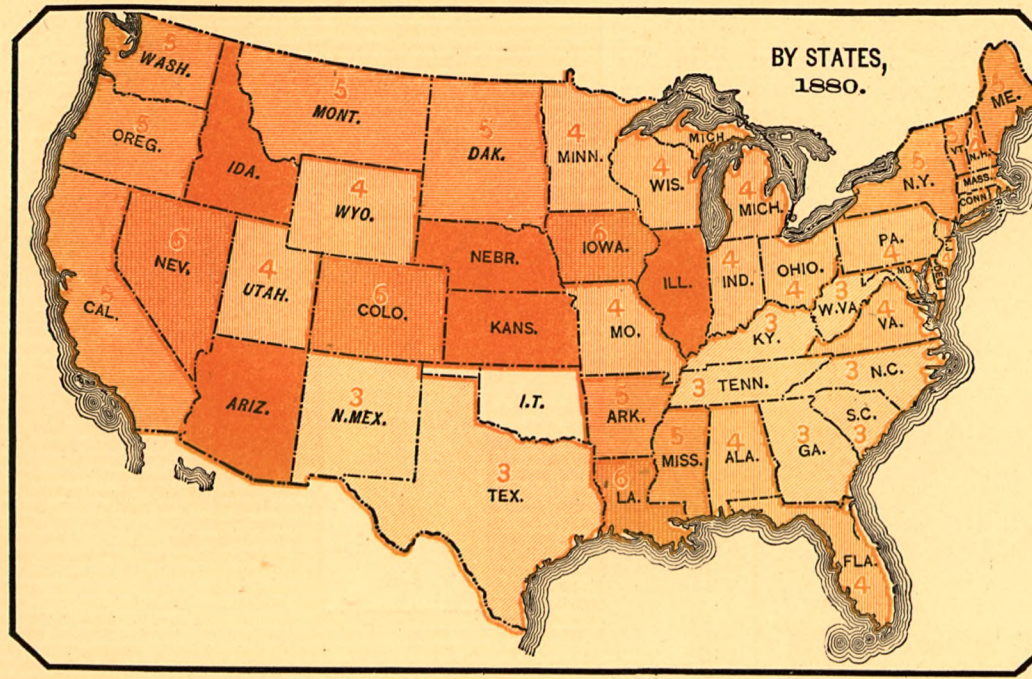 BY STATES,
1880.
5
WASH.
5
OREG.
5
CAL.
6
NEV.
IDA.
5
MONT.
4
WYO.
4
UTAH.
6
COLO.
ARIZ.
3
N.MEX.
5
DAK.
NEBR.
KANS.
I.T.
3
TEX.
4
MINN.
6
IOWA.
4
MO.
5
ARK.
6
LA.
4
WIS.
ILL.
MICH.
4
MICH.
4
IND.
OHIO.
4
3
KY.
3
TENN.
5
MISS.
4
ALA.
3
GA.
FLA.
4
S.C.
3
3
N.C.
4
VA.
3
W.VA.
MD.
DEL.
PA.
4
N.J.
4
5
N.Y.
CONN.
MASS.
VT.
N.H.
ME.